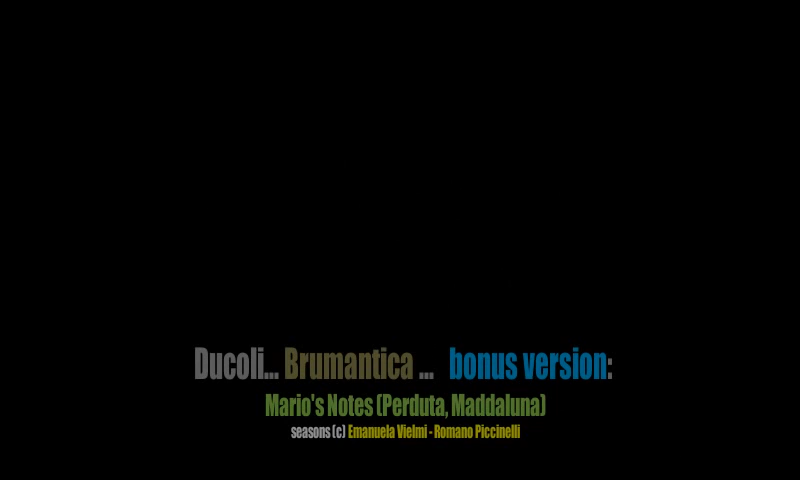 Ducoli... Brumantica ... bonus version:
Mario's Notes (Perduta, Maddaluna)
seasons (c) Emanuela Vielmi - Romano Piccinelli